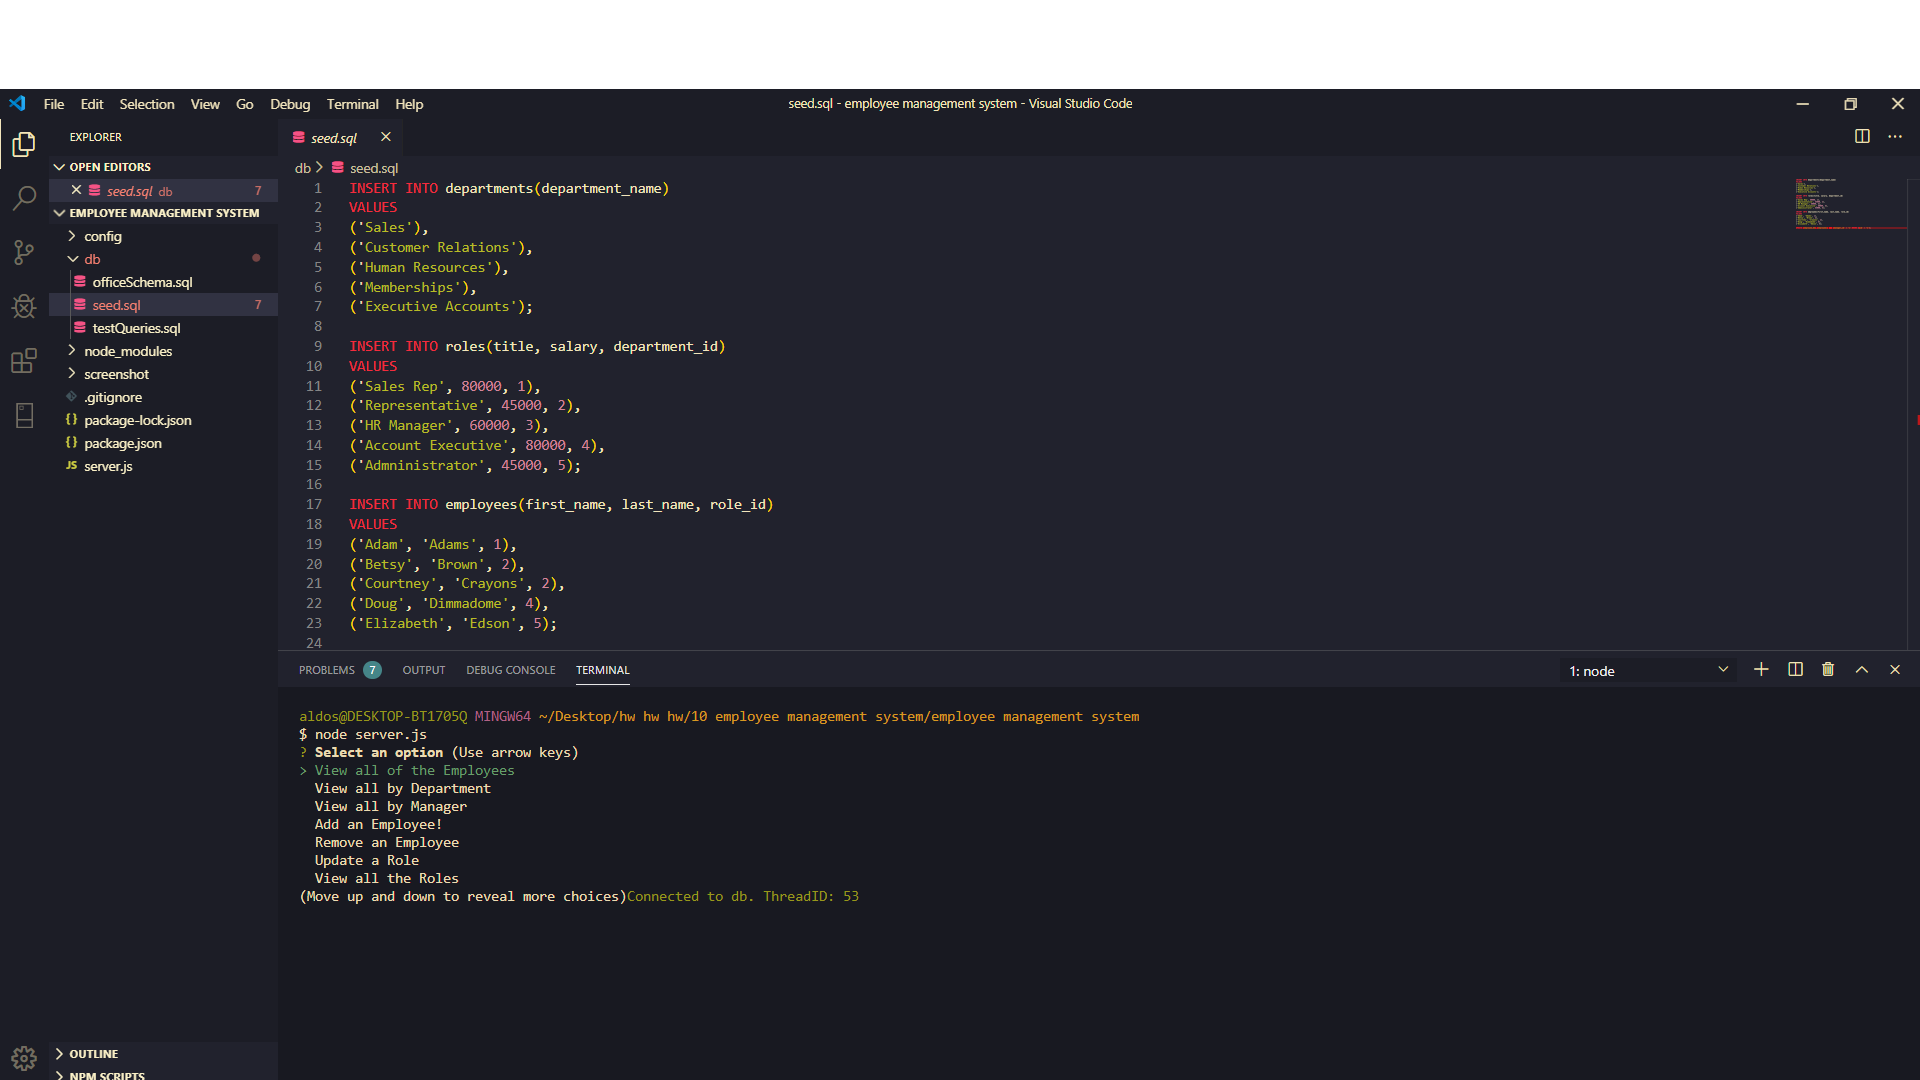 File Edit Selection View Go Debug Terminal Help
seed.sql - employee management system - Visual Studio Code
EXPLORER
OPEN EDITORS
seed.sql db 7
EMPLOYEE MANAGEMENT SYSTEM
config
db
officeSchema.sql
seed.sql 7
testQueries.sql
node_modules
screenshot
.gitignore
{} package-lock.json
{} package.json
JS server.js
OUTLINE
NPM SCRIPTS
seed.sql
db > seed.sql
1 INSERT INTO departments(department_name)
2 VALUES
3 ('Sales'),
4 ('Customer Relations'),
5 ('Human Resources'),
6 ('Memberships'),
7 ('Executive Accounts');
8
9 INSERT INTO roles(title, salary, department_id)
10 VALUES
11 ('Sales Rep', 80000, 1),
12 ('Representative', 45000, 2),
13 ('HR Manager', 60000, 3),
14 ('Account Executive', 80000, 4),
15 ('Admninistrator', 45000, 5);
16
17 INSERT INTO employees(first_name, last_name, role_id)
18 VALUES
19 ('Adam', 'Adams', 1),
20 ('Betsy', 'Brown', 2),
21 ('Courtney', 'Crayons', 2),
22 ('Doug', 'Dimmadome', 4),
23 ('Elizabeth', 'Edson', 5);
24
PROBLEMS 7 OUTPUT DEBUG CONSOLE TERMINAL 1: node
aldos@DESKTOP-BT1705Q MINGW64 ~/Desktop/hw hw hw/10 employee management system/employee management system
$ node server.js
? Select an option (Use arrow keys)
> View all of the Employees
View all by Department
View all by Manager
Add an Employee!
Remove an Employee
Update a Role
View all the Roles
(Move up and down to reveal more choices)Connected to db. ThreadID: 53